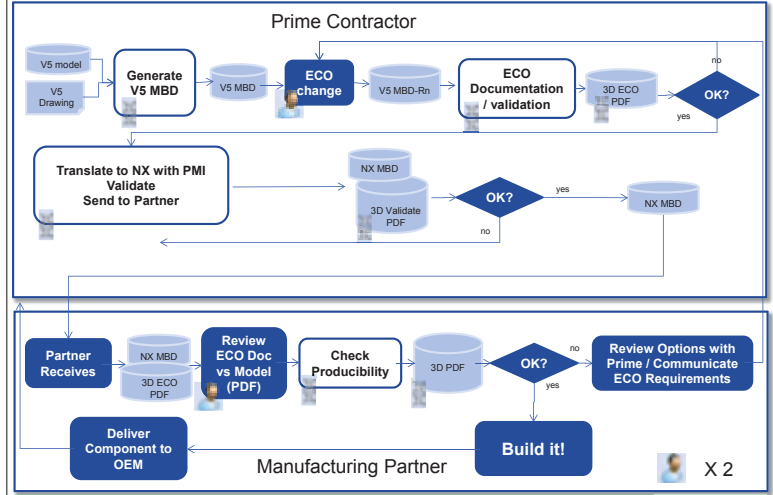 Prime Contractor
V5 model
V5
Drawing
Generate
V5 MBD
V5 MBD
ECO
change
V5 MBD-Rn
ECO
Documentation
/ validation
3D ECO
PDF
OK?
no
yes
Translate to NX with PMI
Validate
Send to Partner
NX MBD
3D Validate
PDF
OK?
yes
no
NX MBD
Partner
Receives
NX MBD
3D ECO
PDF
Review
ECO Doc
vs Model
(PDF)
Check
Producibility
3D PDF
OK?
no
yes
Review Options with
Prime / Communicate
ECO Requirements
Deliver
Component to
OEM
Build it!
Manufacturing Partner
X 2